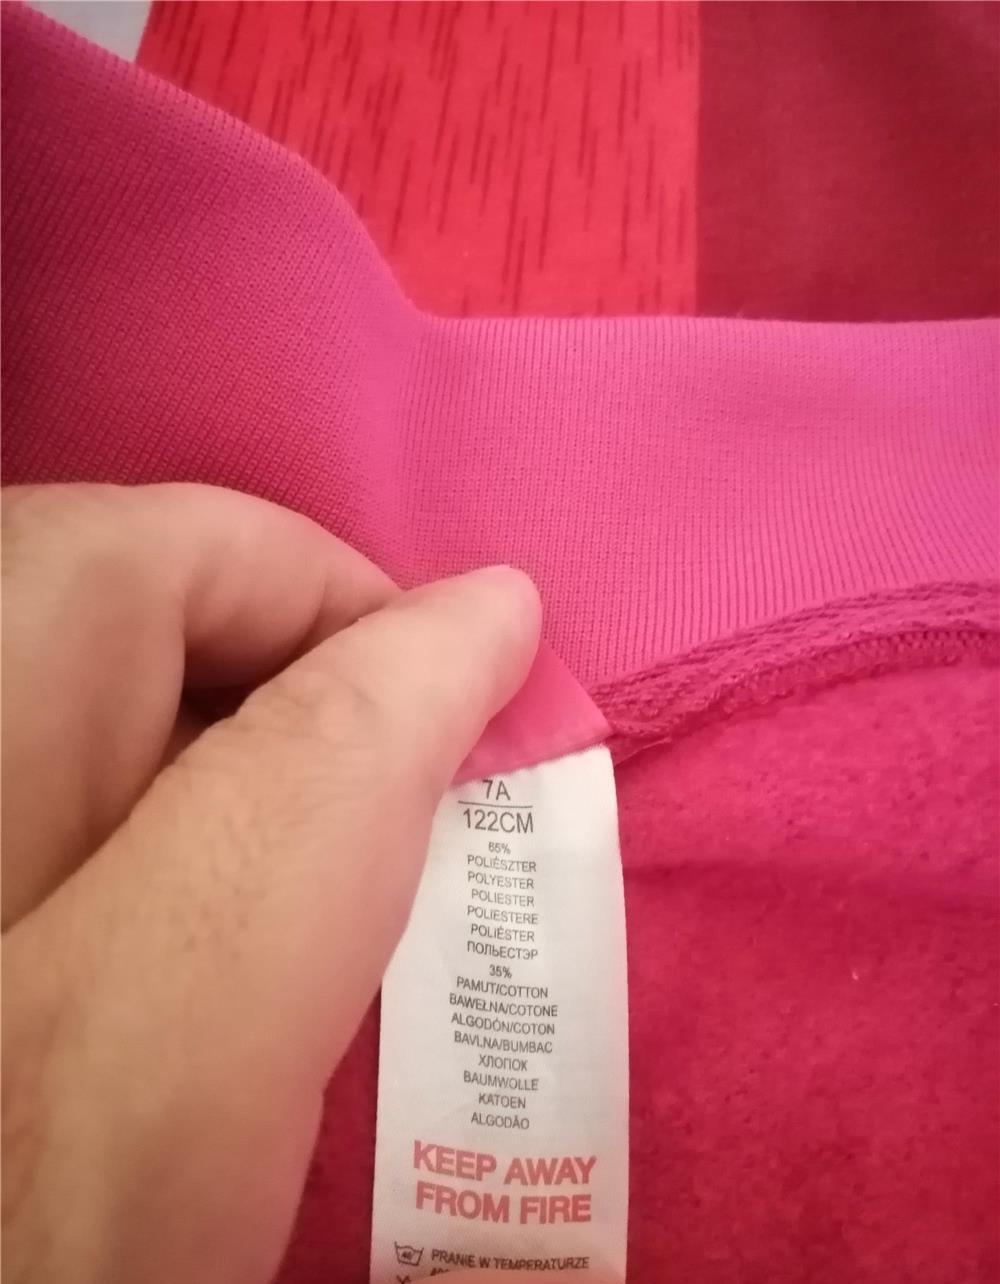 7A
122CM
65%
POLIÉSZTER
POLYESTER
POLIESTER
POLIESTERE
POLIÉSTER
ПОЛЬЕСТЭР
35%
PAMUT/COTTON
BAWEŁNA/COTONE
ALGODÓN/COTON
BAVLNA/BUMBAC
ХЛОПОК
BAUMWOLLE
KATOEN
ALGODÃO
KEEP AWAY
FROM FIRE
40 PRANIE W TEMPERATURZE